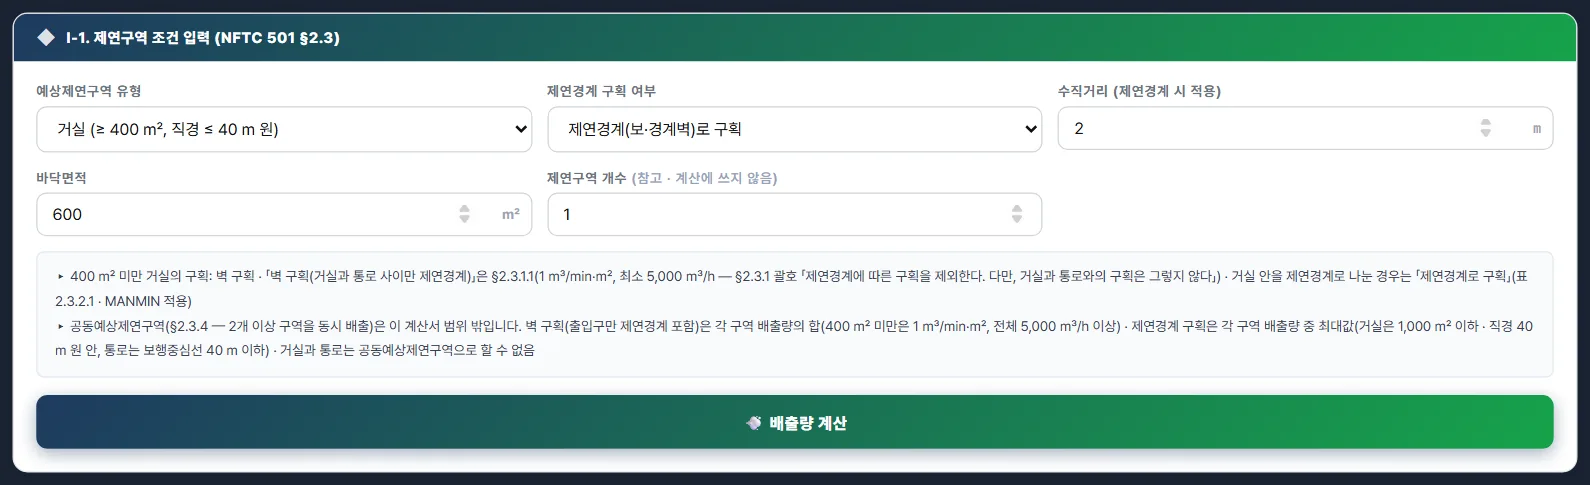 ◆ I-1. 제연구역 조건 입력 (NFTC 501 §2.3)
예상제연구역 유형
제연경계 구획 여부
수직거리 (제연경계 시 적용)
거실 (≥ 400 m², 직경 ≤ 40 m 원)
제연경계(보·경계벽)로 구획
2 m
바닥면적
제연구역 개수 (참고 · 계산에 쓰지 않음)
600 m²
1
‣ 400 m² 미만 거실의 구획: 벽 구획 · 「벽 구획(거실과 통로 사이만 제연경계)」은 §2.3.1.1(1 m³/min·m², 최소 5,000 m³/h — §2.3.1 괄호 「제연경계에 따른 구획을 제외한다. 다만, 거실과 통로와의 구획은 그렇지 않다」) · 거실 안을 제연경계로 나눈 경우는 「제연경계로 구획」(표
2.3.2.1 · MANMIN 적용)
‣ 공동예상제연구역(§2.3.4 — 2개 이상 구역을 동시 배출)은 이 계산서 범위 밖입니다. 벽 구획(출입구만 제연경계 포함)은 각 구역 배출량의 합(400 m² 미만은 1 m³/min·m², 전체 5,000 m³/h 이상) · 제연경계 구획은 각 구역 배출량 중 최대값(거실은 1,000 m² 이하 · 직경 40
m 원 안, 통로는 보행중심선 40 m 이하) · 거실과 통로는 공동예상제연구역으로 할 수 없음
배출량 계산